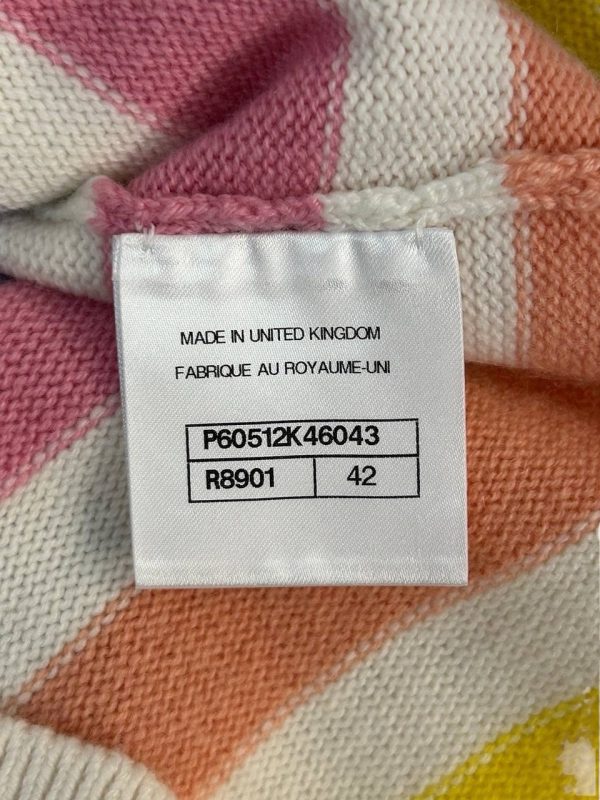 MADE IN UNITED KINGDOM
FABRIQUE AU ROYAUME-UNI
P60512K46043
R8901 42